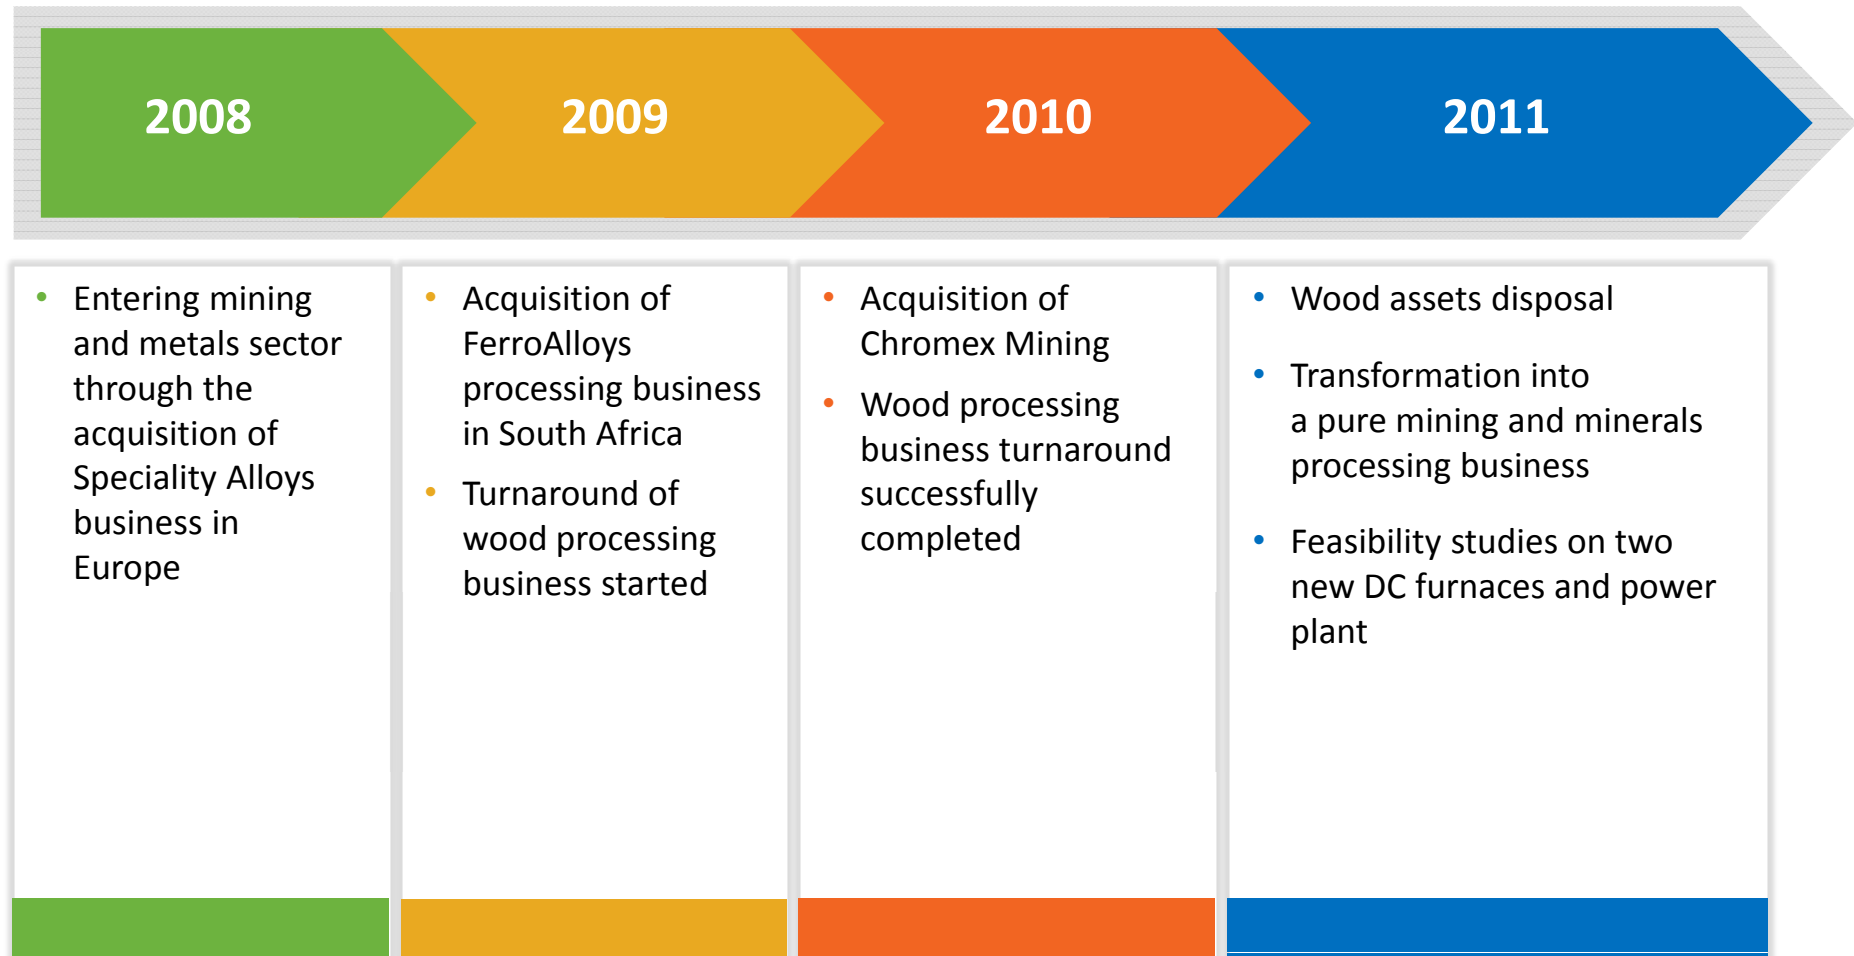 2008
2009
2010
2011
• Entering mining
and metals sector
through the
acquisition of
Speciality Alloys
business in
Europe
• Acquisition of
FerroAlloys
processing business
in South Africa
• Turnaround of
wood processing
business started
• Acquisition of
Chromex Mining
• Wood processing
business turnaround
successfully
completed
• Wood assets disposal
• Transformation into
a pure mining and minerals
processing business
• Feasibility studies on two
new DC furnaces and power
plant